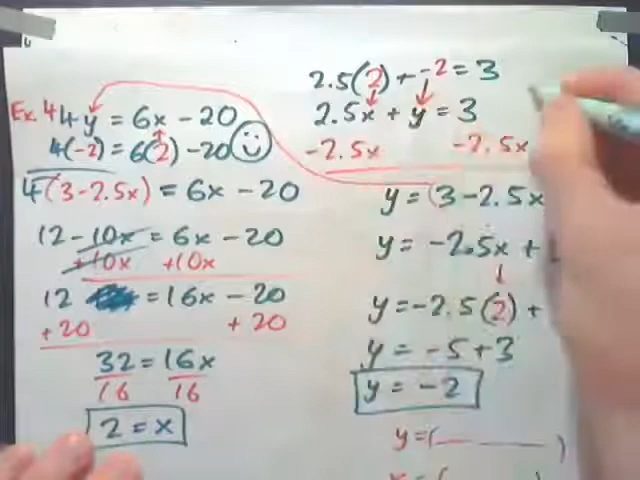 Ex. 4
4y = 6x - 20
4(-2) = 6(2) - 20
4(3 - 2.5x) = 6x - 20
12 - 10x = 6x - 20
+10x +10x
12 = 16x - 20
+20 +20
32 = 16x
16 16
2 = x
2.5(2) + -2 = 3
2.5x + y = 3
-2.5x -2.5x
y = (3 - 2.5x
y = -2.5x +
y = -2.5(2) +
y = -5 + 3
y = -2
y = (__ __)